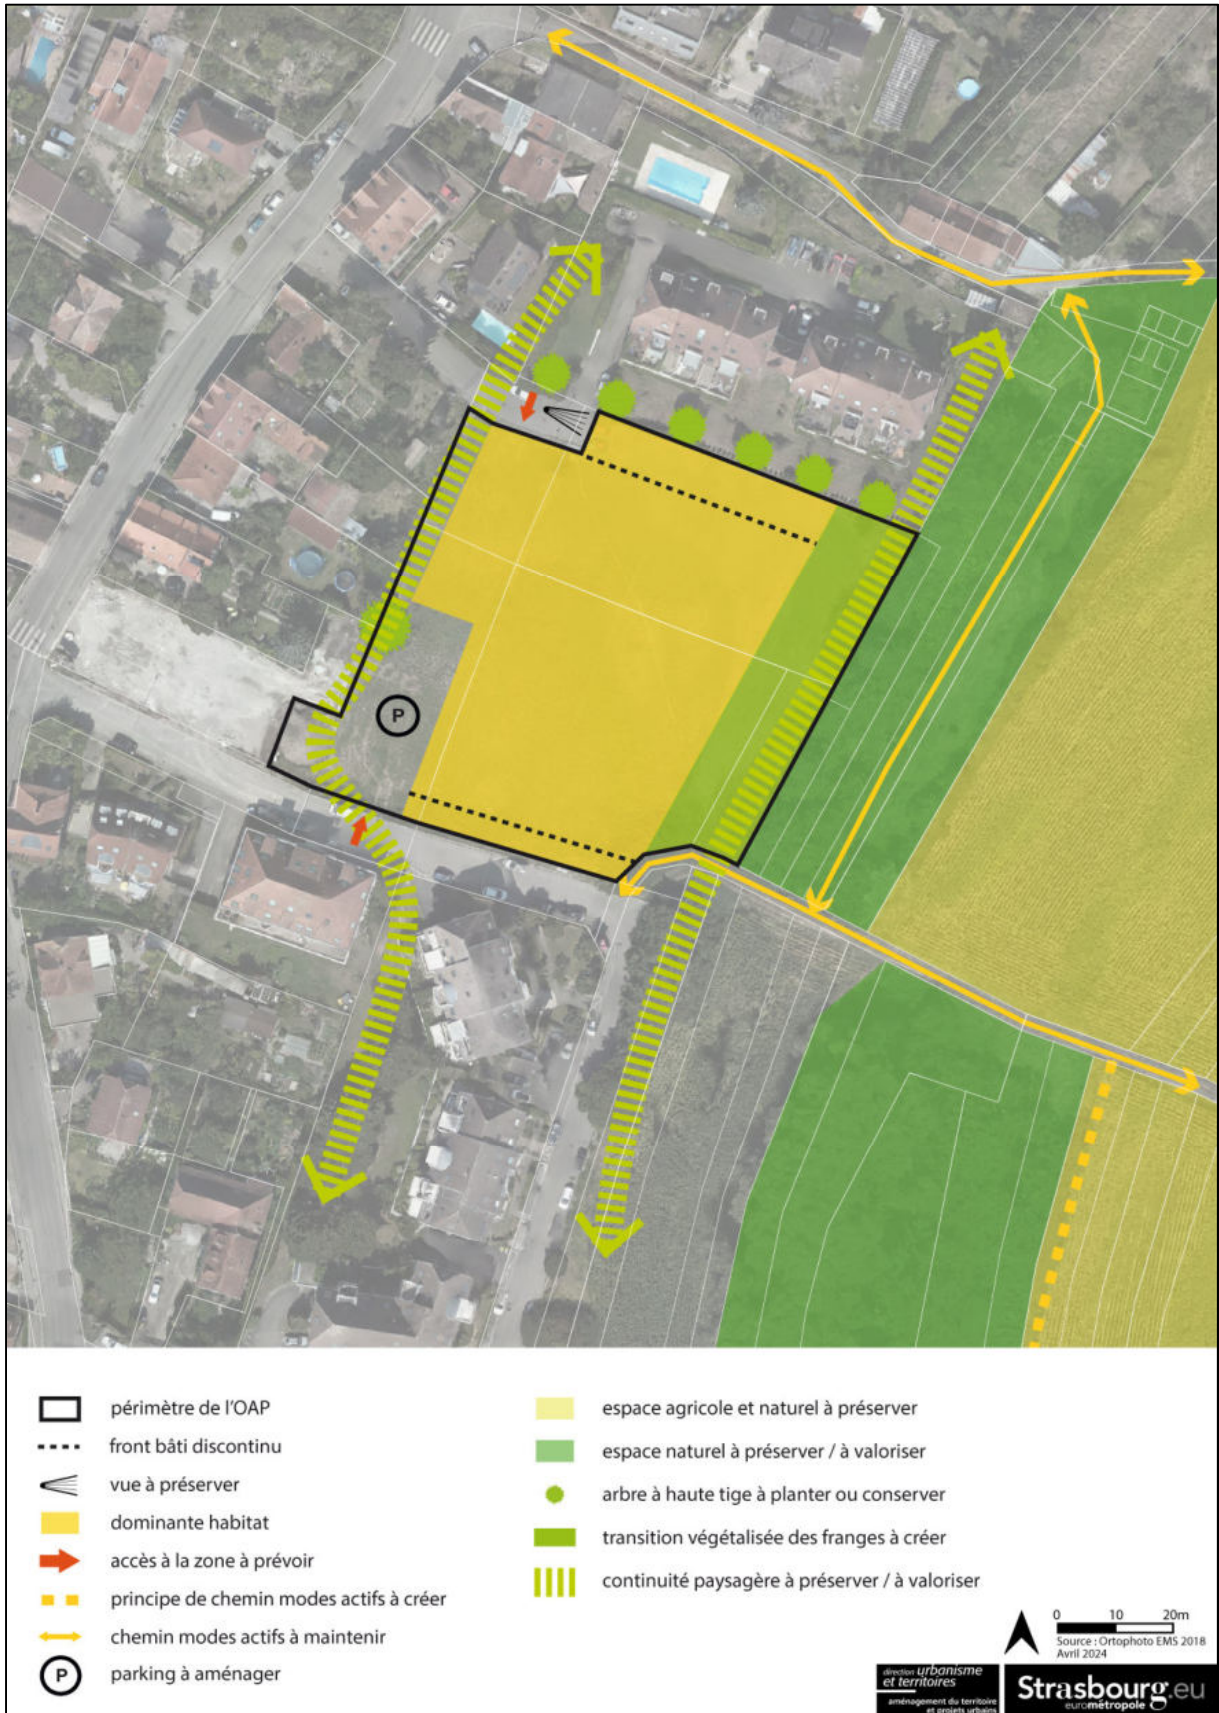 P
périmètre de l'OAP
front bâti discontinu
vue à préserver
dominante habitat
accès à la zone à prévoir
principe de chemin modes actifs à créer
chemin modes actifs à maintenir
P
parking à aménager
espace agricole et naturel à préserver
espace naturel à préserver / à valoriser
arbre à haute tige à planter ou conserver
transition végétalisée des franges à créer
continuité paysagère à préserver / à valoriser
0 10 20m
Source : Ortophoto EMS 2018
Avril 2024
direction urbanisme
et territoires
aménagement du territoire
et projets urbains
Strasbourg.eu
eurométropole